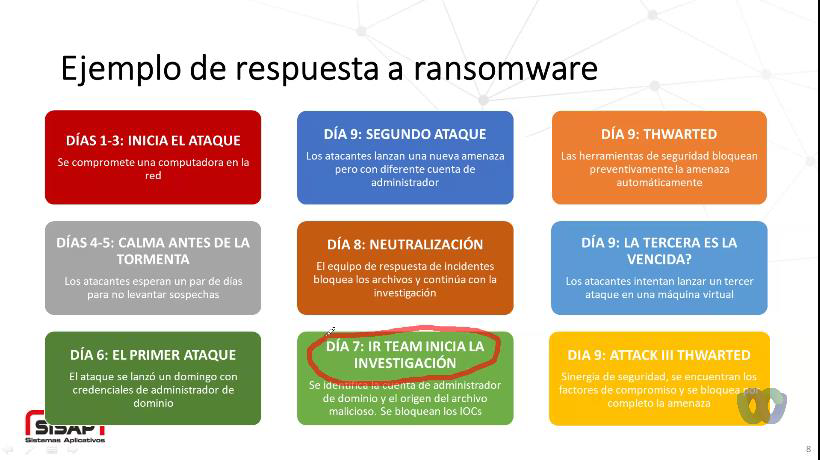 Ejemplo de respuesta a ransomware
DÍAS 1-3: INICIA EL ATAQUE
Se compromete una computadora en la
red
DÍAS 4-5: CALMA ANTES DE LA
TORMENTA
Los atacantes esperan un par de días
para no levantar sospechas
DÍA 6: EL PRIMER ATAQUE
El ataque se lanzó un domingo con
credenciales de administrador de
dominio
DÍA 9: SEGUNDO ATAQUE
Los atacantes lanzan una nueva amenaza
pero con diferente cuenta de
administrador
DÍA 8: NEUTRALIZACIÓN
El equipo de respuesta de incidentes
bloquea los archivos y continúa con la
investigación
DÍA 7: IR TEAM INICIA LA
INVESTIGACIÓN
Se identifica la cuenta de administrador
de dominio y el origen del archivo
malicioso. Se bloquean los IOCs
DÍA 9: THWARTED
Las herramientas de seguridad bloquean
preventivamente la amenaza
automáticamente
DÍA 9: LA TERCERA ES LA
VENCIDA?
Los atacantes intentan lanzar un tercer
ataque en una máquina virtual
DIA 9: ATTACK III THWARTED
Sinergia de seguridad, se encuentran los
factores de compromiso y se bloquea por
completo la amenaza
SISAP
Sistemas Aplicativos
8